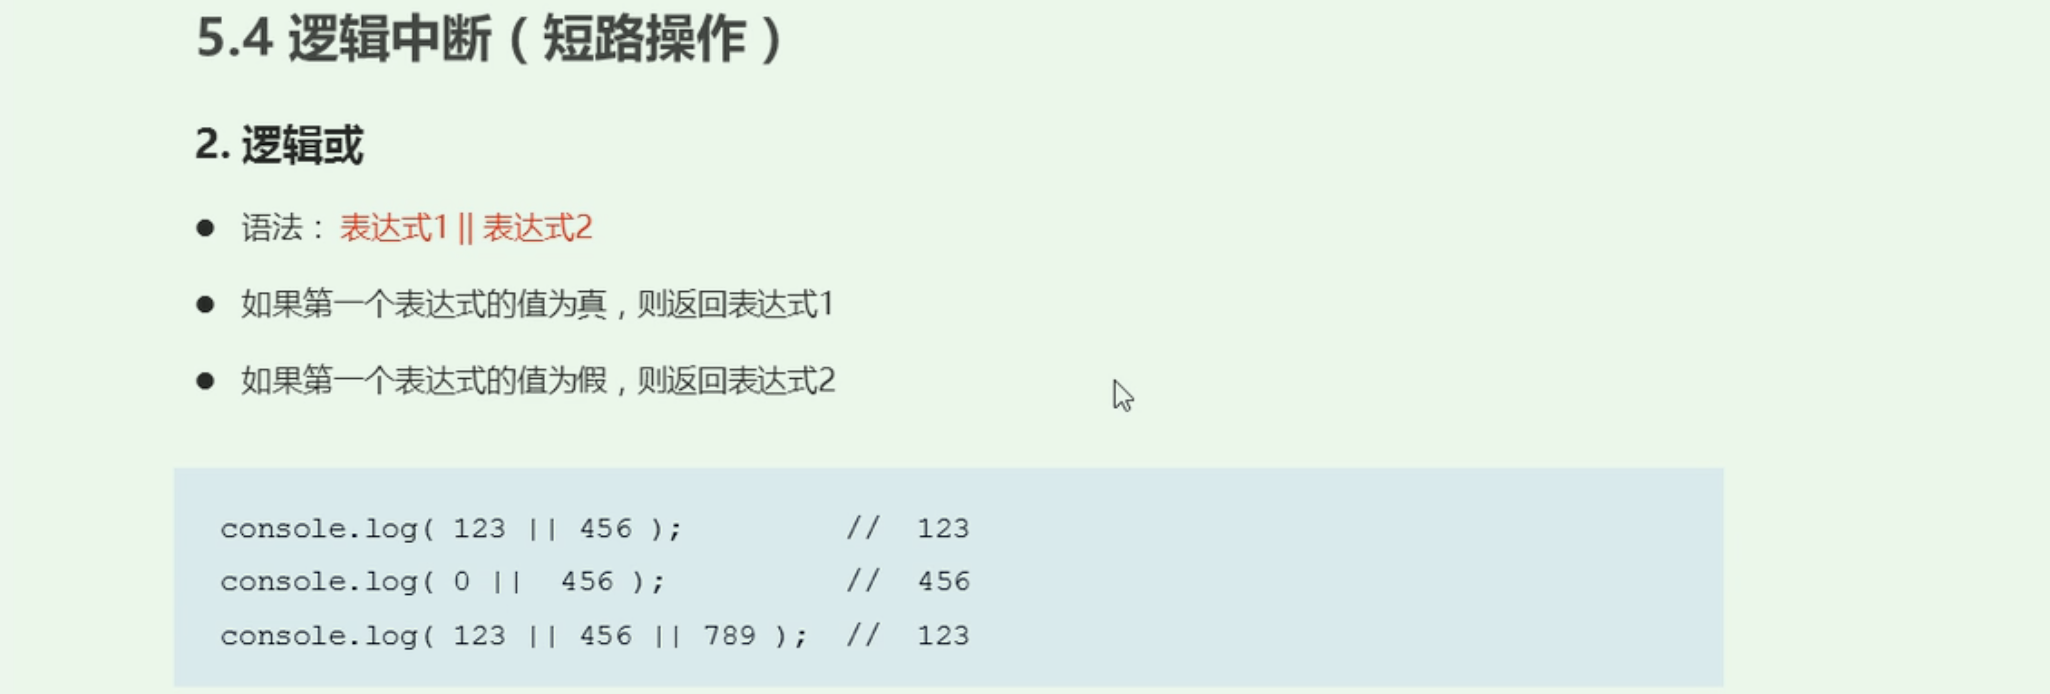 5.4 逻辑中断（短路操作）
2. 逻辑或
● 语法： 表达式1 || 表达式2
● 如果第一个表达式的值为真，则返回表达式1
● 如果第一个表达式的值为假，则返回表达式2
console.log( 123 || 456 );         //  123
console.log( 0 ||  456 );          //  456
console.log( 123 || 456 || 789 );  //  123